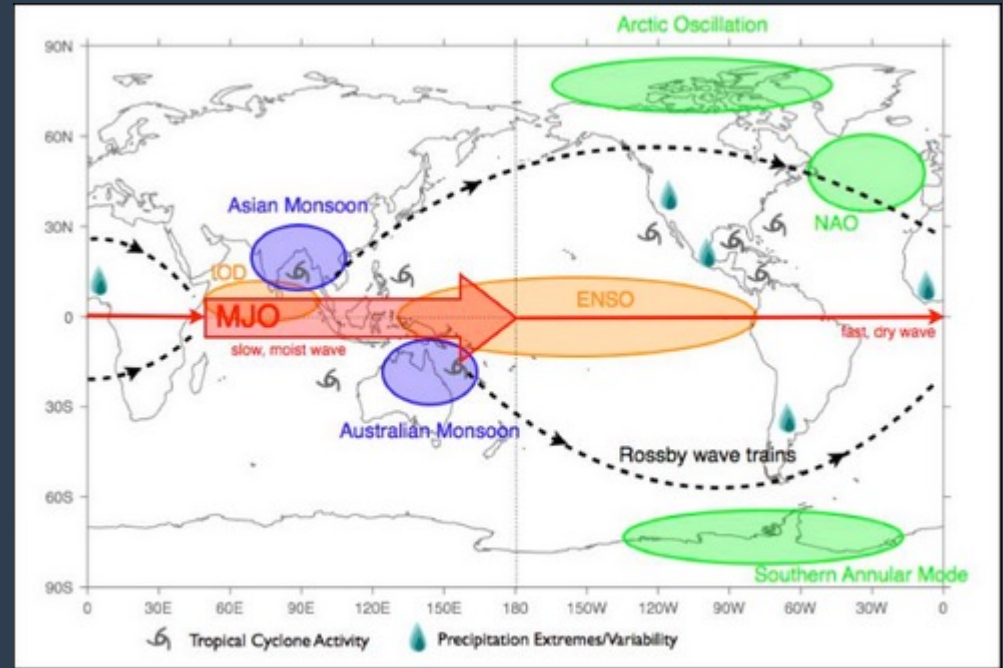 Arctic Oscillation
90N
60N
Asian Monsoon
30N
NAO
IOD
ENSO
MJO
0
fast, dry wave
slow, moist wave
30S
Australian Monsoon
Rossby wave trains
60S
Southern Annular Mode
90S
0 30E 60E 90E 120E 150E 180 150W 120W 90W 60W 30W 0
Tropical Cyclone Activity Precipitation Extremes/Variability